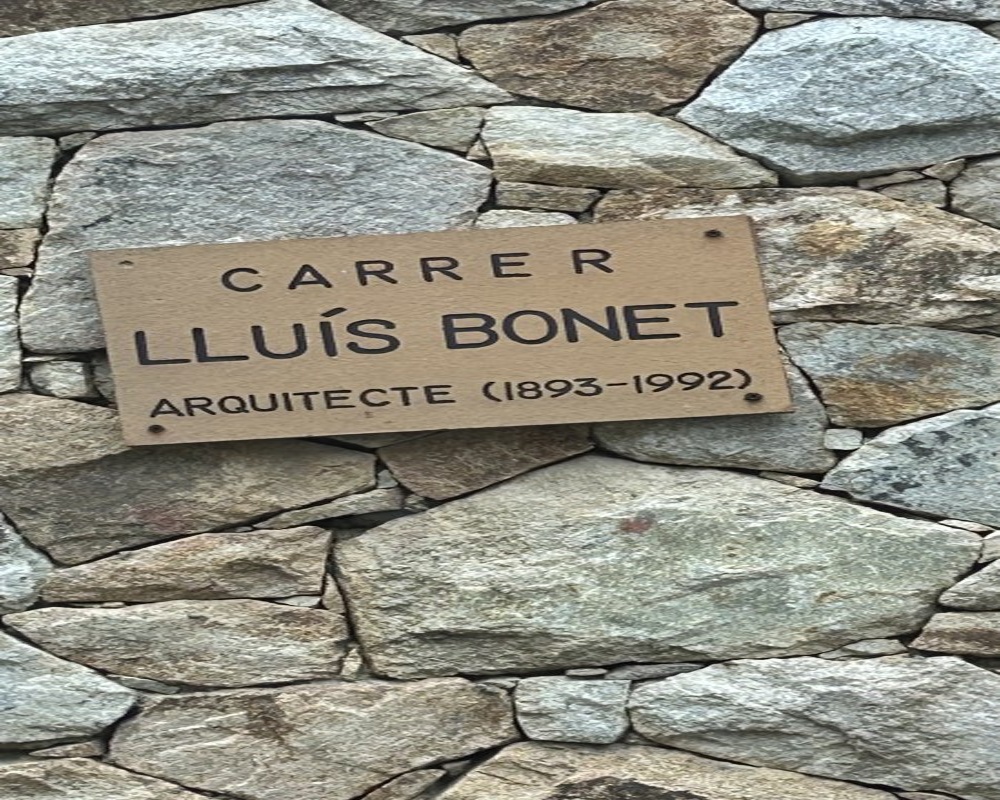 CARRER
LLUÍS BONET
ARQUITECTE (1893-1992)